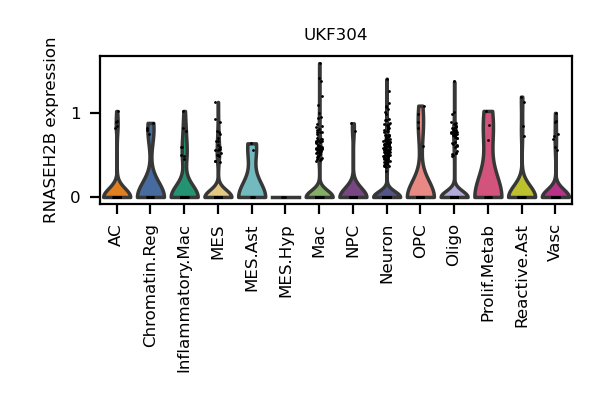 UKF304
RNASEH2B expression
1
0
AC
Chromatin.Reg
Inflammatory.Mac
MES
MES.Ast
MES.Hyp
Mac
NPC
Neuron
OPC
Oligo
Prolif.Metab
Reactive.Ast
Vasc